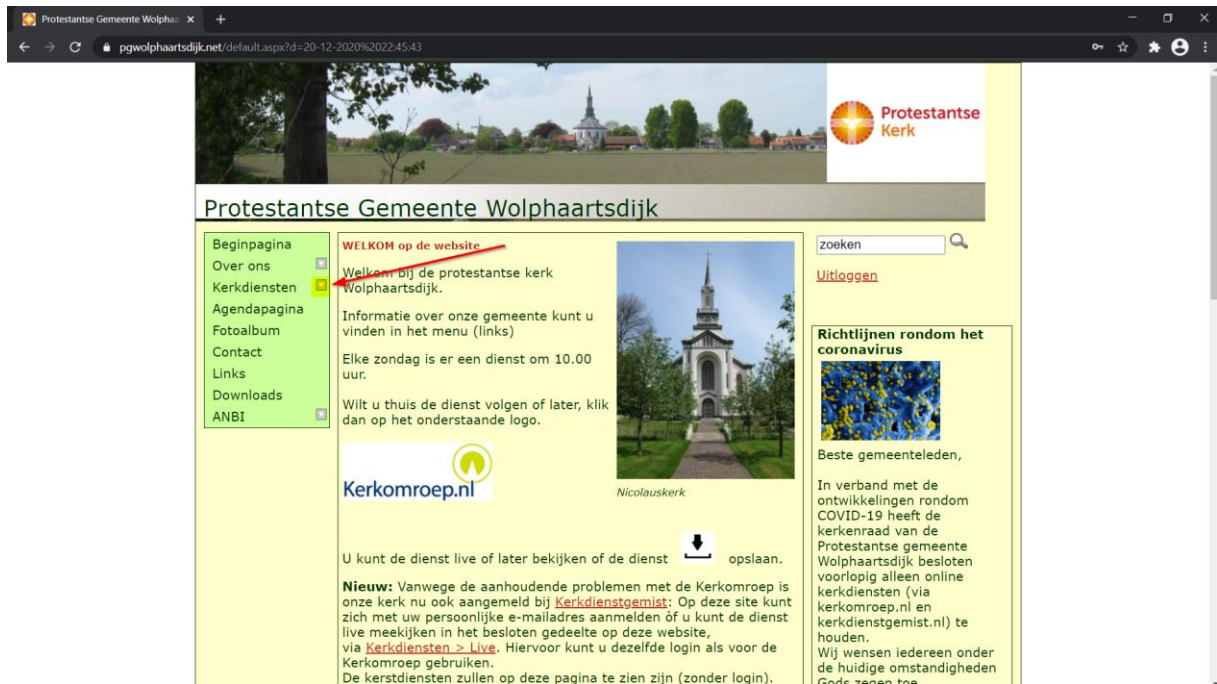 Protestantse Gemeente Wolphaa
pgwolphaartsdijk.net/default.aspx?d=20-12-2020%2022:45:43
Protestantse
Kerk
Protestantse Gemeente Wolphaartsdijk
Beginpagina
Over ons
Kerkdiensten
Agendapagina
Fotoalbum
Contact
Links
Downloads
ANBI
WELKOM op de website
Welkom bij de protestantse kerk
Wolphaartsdijk.
Informatie over onze gemeente kunt u
vinden in het menu (links)
Elke zondag is er een dienst om 10.00
uur.
Wilt u thuis de dienst volgen of later, klik
dan op het onderstaande logo.
Kerkomroep.nl
Nicolauskerk
U kunt de dienst live of later bekijken of de dienst opslaan.
Nieuw: Vanwege de aanhoudende problemen met de Kerkomroep is
onze kerk nu ook aangemeld bij Kerkdienstgemist: Op deze site kunt
zich met uw persoonlijke e-mailadres aanmelden òf u kunt de dienst
live meekijken in het besloten gedeelte op deze website,
via Kerkdiensten > Live. Hiervoor kunt u dezelfde login als voor de
Kerkomroep gebruiken.
De kerstdiensten zullen op deze pagina te zien zijn (zonder login).
zoeken
Uitloggen
Richtlijnen rondom het
coronavirus
Beste gemeenteleden,
In verband met de
ontwikkelingen rondom
COVID-19 heeft de
kerkenraad van de
Protestantse gemeente
Wolphaartsdijk besloten
voorlopig alleen online
kerkdiensten (via
kerkomroep.nl en
kerkdienstgemist.nl) te
houden.
Wij wensen iedereen onder
de huidige omstandigheden
Gods zegen toe